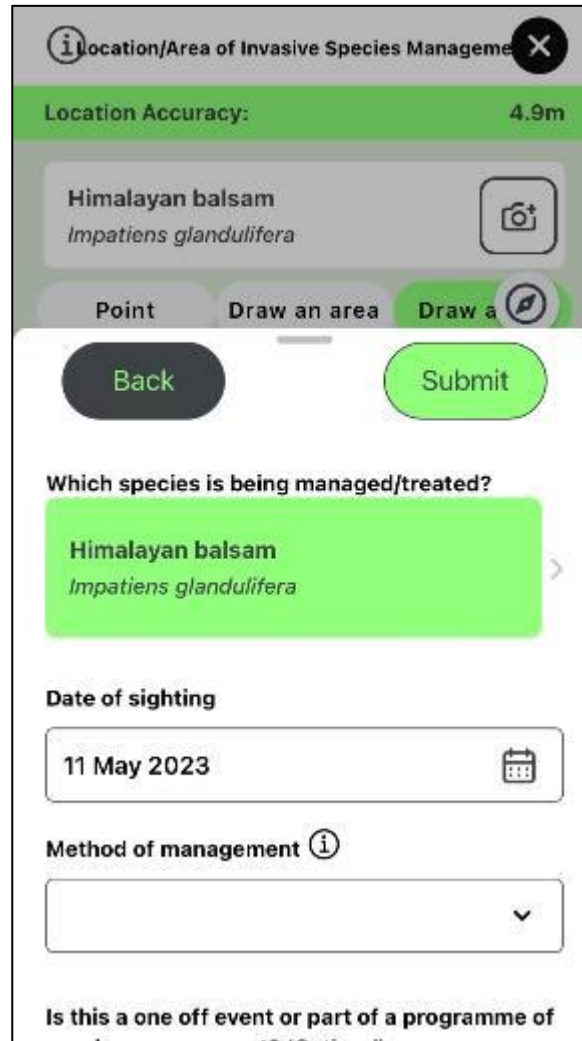 Location/Area of Invasive Species Manageme
Location Accuracy: 4.9m
Himalayan balsam
Impatiens glandulifera
Point Draw an area Draw a
Back Submit
Which species is being managed/treated?
Himalayan balsam
Impatiens glandulifera
Date of sighting
11 May 2023
Method of management
Is this a one off event or part of a programme of